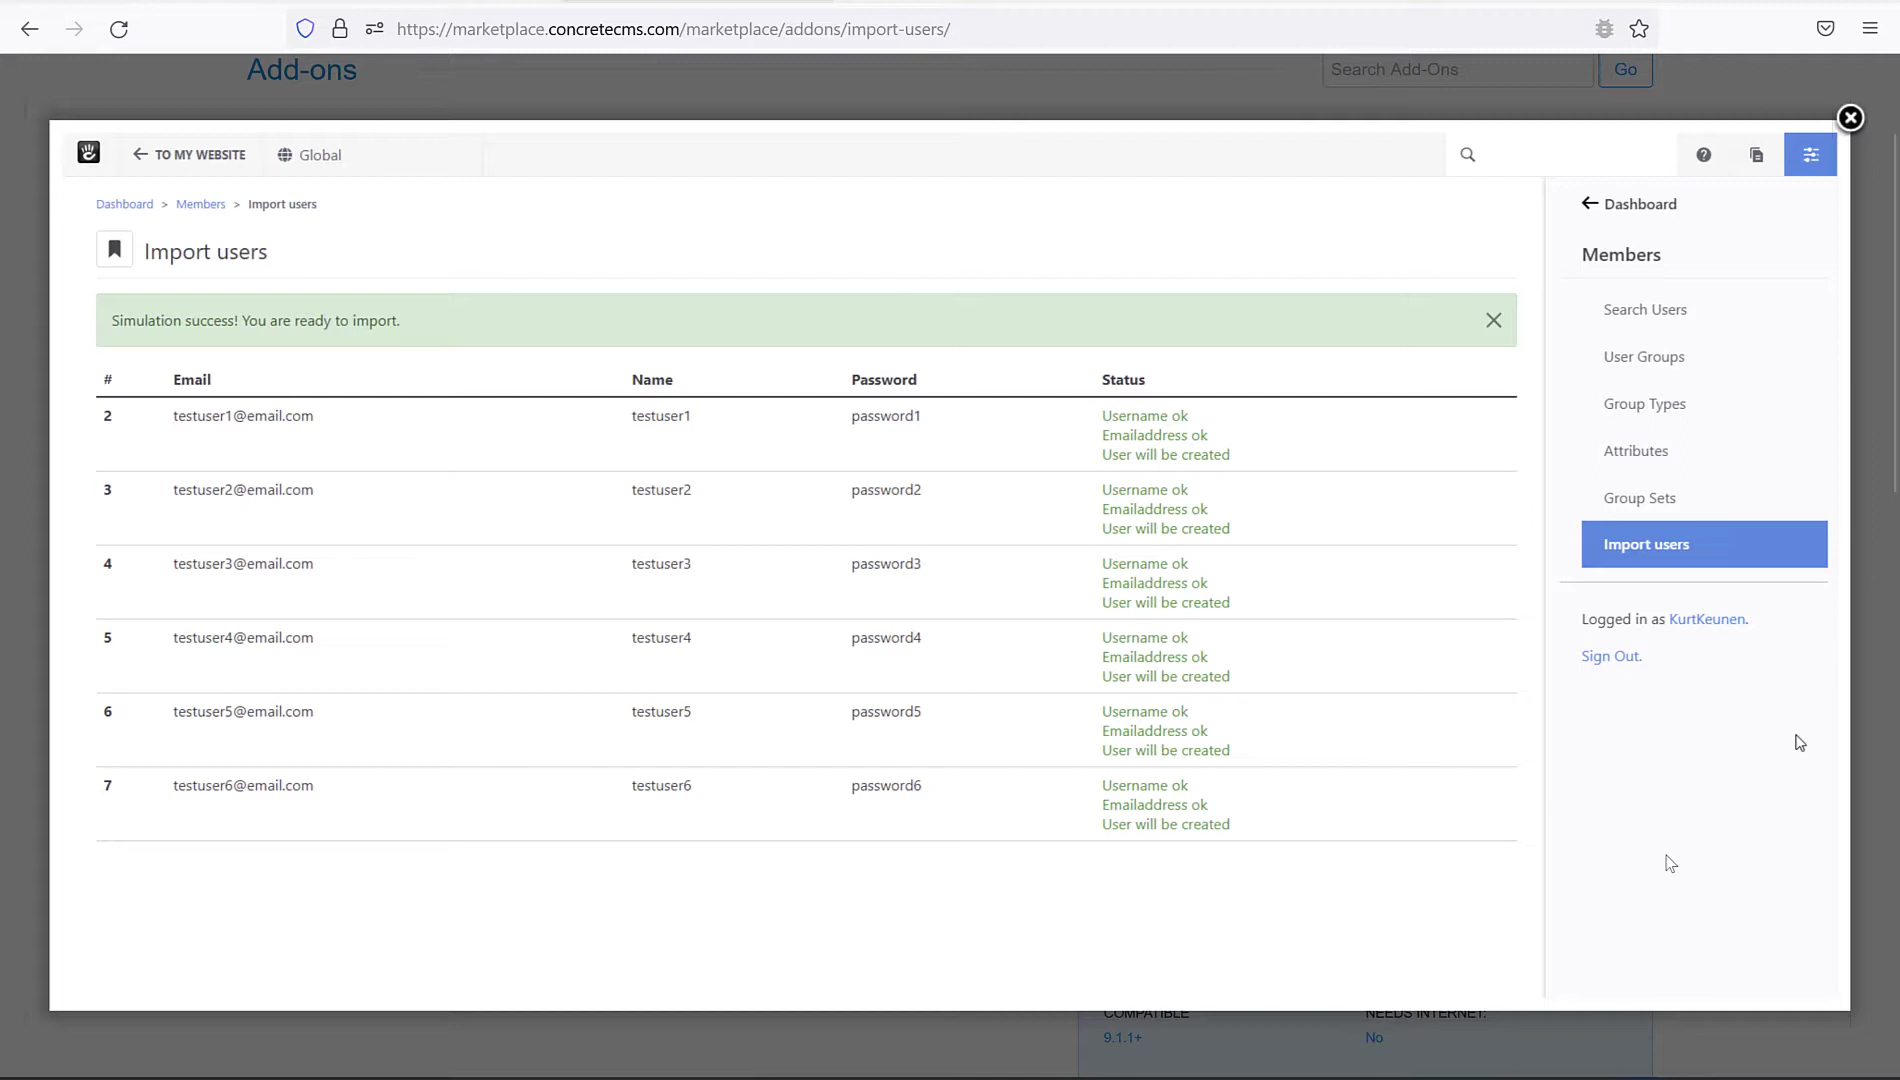 https://marketplace.concretecms.com/marketplace/addons/import-users/
Add-ons
Search Add-Ons
Go
TO MY WEBSITE
Global
Dashboard > Members > Import users
Import users
Simulation success! You are ready to import.
# Email Name Password Status
2 testuser1@email.com testuser1 password1 Username ok
Emailaddress ok
User will be created
3 testuser2@email.com testuser2 password2 Username ok
Emailaddress ok
User will be created
4 testuser3@email.com testuser3 password3 Username ok
Emailaddress ok
User will be created
5 testuser4@email.com testuser4 password4 Username ok
Emailaddress ok
User will be created
6 testuser5@email.com testuser5 password5 Username ok
Emailaddress ok
User will be created
7 testuser6@email.com testuser6 password6 Username ok
Emailaddress ok
User will be created
Dashboard
Members
Search Users
User Groups
Group Types
Attributes
Group Sets
Import users
Logged in as KurtKeunen.
Sign Out.
COMPATIBLE
9.1.1+
NEEDS INTERNET:
No